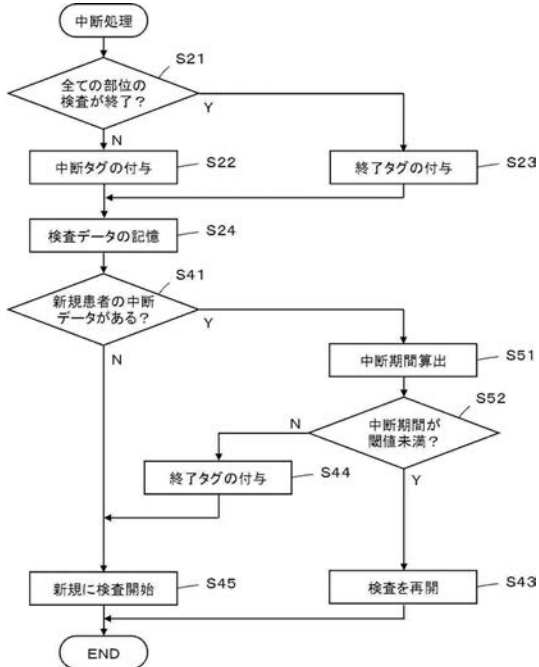 中断処理
S21
全ての部位の
検査が終了？
Y
N
中断タグの付与
S22
終了タグの付与
S23
検査データの記憶
S24
S41
新規患者の中断
データがある？
Y
N
中断期間算出
S51
S52
中断期間が
閾値未満？
N
Y
終了タグの付与
S44
新規に検査開始
S45
検査を再開
S43
END